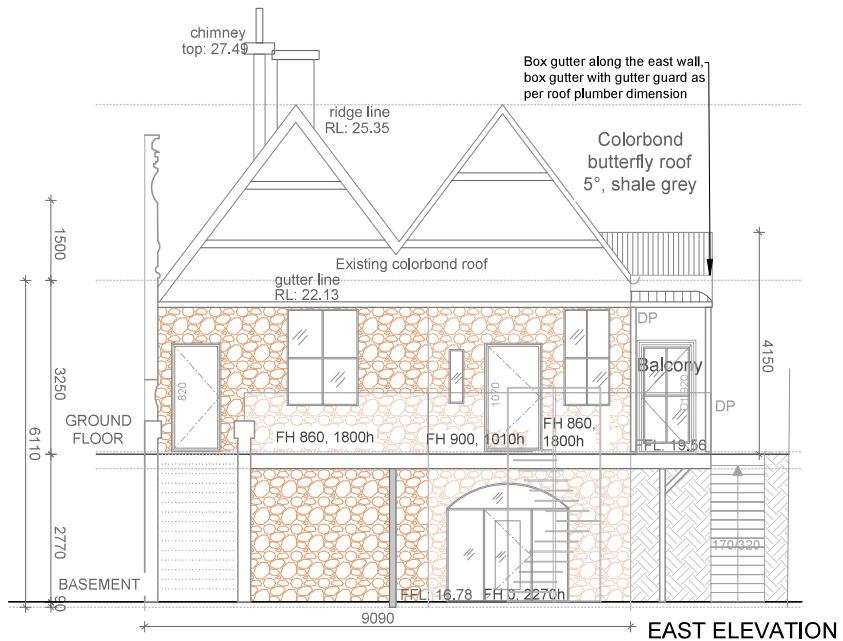 chimney
top: 27.49
Box gutter along the east wall,
box gutter with gutter guard as
per roof plumber dimension
ridge line
RL: 25.35
Colorbond
butterfly roof
5°, shale grey
1500
Existing colorbond roof
gutter line
RL: 22.13
DP
4150
3250
820
1070
Balcony
DP
GROUND
FLOOR
FH 860, 1800h
FH 900, 1010h
FH 860,
1800h
FFL: 19.56
6110
2770
170/320
BASEMENT
90
FFL: 16.78
FH 0, 2270h
9090
EAST ELEVATION